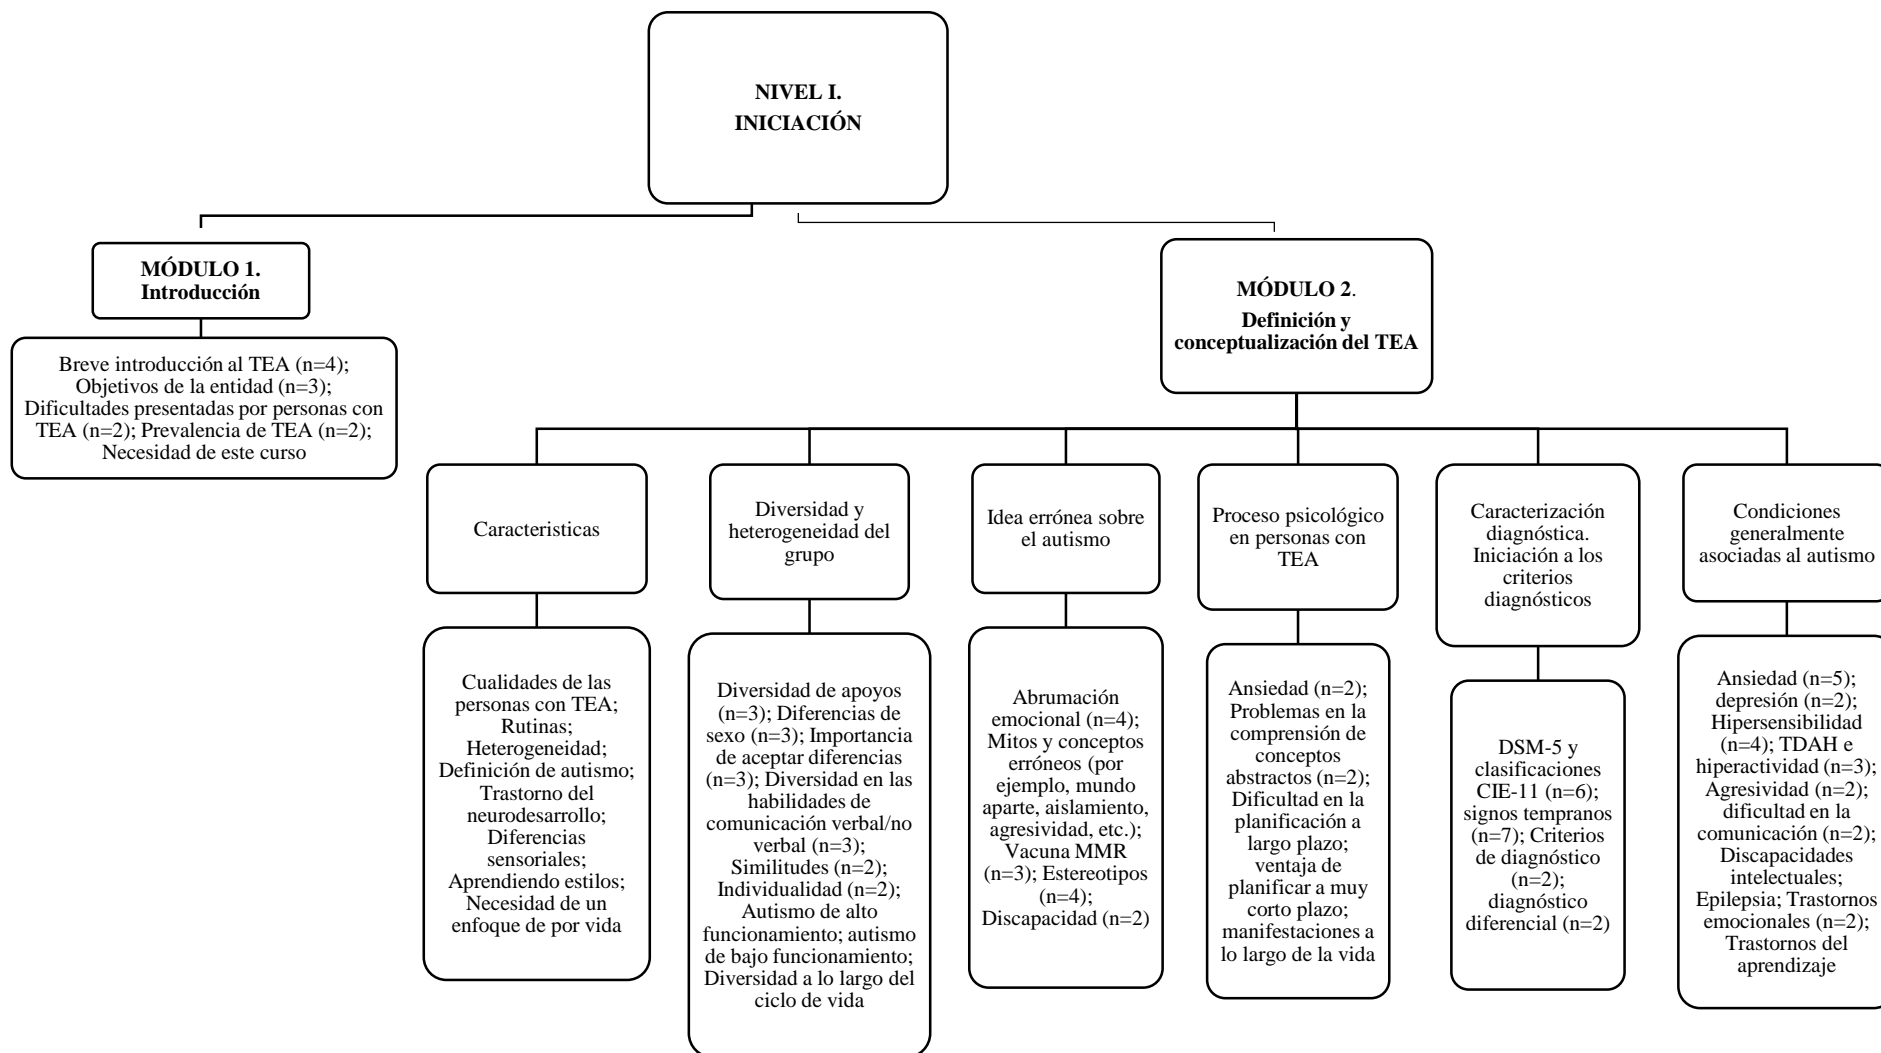 NIVEL I.
INICIACIÓN
MÓDULO 1.
Introducción
Breve introducción al TEA (n=4);
Objetivos de la entidad (n=3);
Dificultades presentadas por personas con
TEA (n=2); Prevalencia de TEA (n=2);
Necesidad de este curso
MÓDULO 2.
Definición y
conceptualización del TEA
Caracteristicas
Cualidades de las
personas con TEA;
Rutinas;
Heterogeneidad;
Definición de autismo;
Trastorno del
neurodesarrollo;
Diferencias
sensoriales;
Aprendiendo estilos;
Necesidad de un
enfoque de por vida
Diversidad y
heterogeneidad del
grupo
Diversidad de apoyos
(n=3); Diferencias de
sexo (n=3); Importancia
de aceptar diferencias
(n=3); Diversidad en las
habilidades de
comunicación verbal/no
verbal (n=3);
Similitudes (n=2);
Individualidad (n=2);
Autismo de alto
funcionamiento; autismo
de bajo funcionamiento;
Diversidad a lo largo del
ciclo de vida
Idea errónea sobre
el autismo
Abrumación
emocional (n=4);
Mitos y conceptos
erróneos (por
ejemplo, mundo
aparte, aislamiento,
agresividad, etc.);
Vacuna MMR
(n=3); Estereotipos
(n=4);
Discapacidad (n=2)
Proceso psicológico
en personas con
TEA
Ansiedad (n=2);
Problemas en la
comprensión de
conceptos
abstractos (n=2);
Dificultad en la
planificación a
largo plazo;
ventaja de
planificar a muy
corto plazo;
manifestaciones a
lo largo de la vida
Caracterización
diagnóstica.
Iniciación a los
criterios
diagnósticos
DSM-5 y
clasificaciones
CIE-11 (n=6);
signos tempranos
(n=7); Criterios
de diagnóstico
(n=2);
diagnóstico
diferencial (n=2)
Condiciones
generalmente
asociadas al autismo
Ansiedad (n=5);
depresión (n=2);
Hipersensibilidad
(n=4); TDAH e
hiperactividad (n=3);
Agresividad (n=2);
dificultad en la
comunicación (n=2);
Discapacidades
intelectuales;
Epilepsia; Trastornos
emocionales (n=2);
Trastornos del
aprendizaje